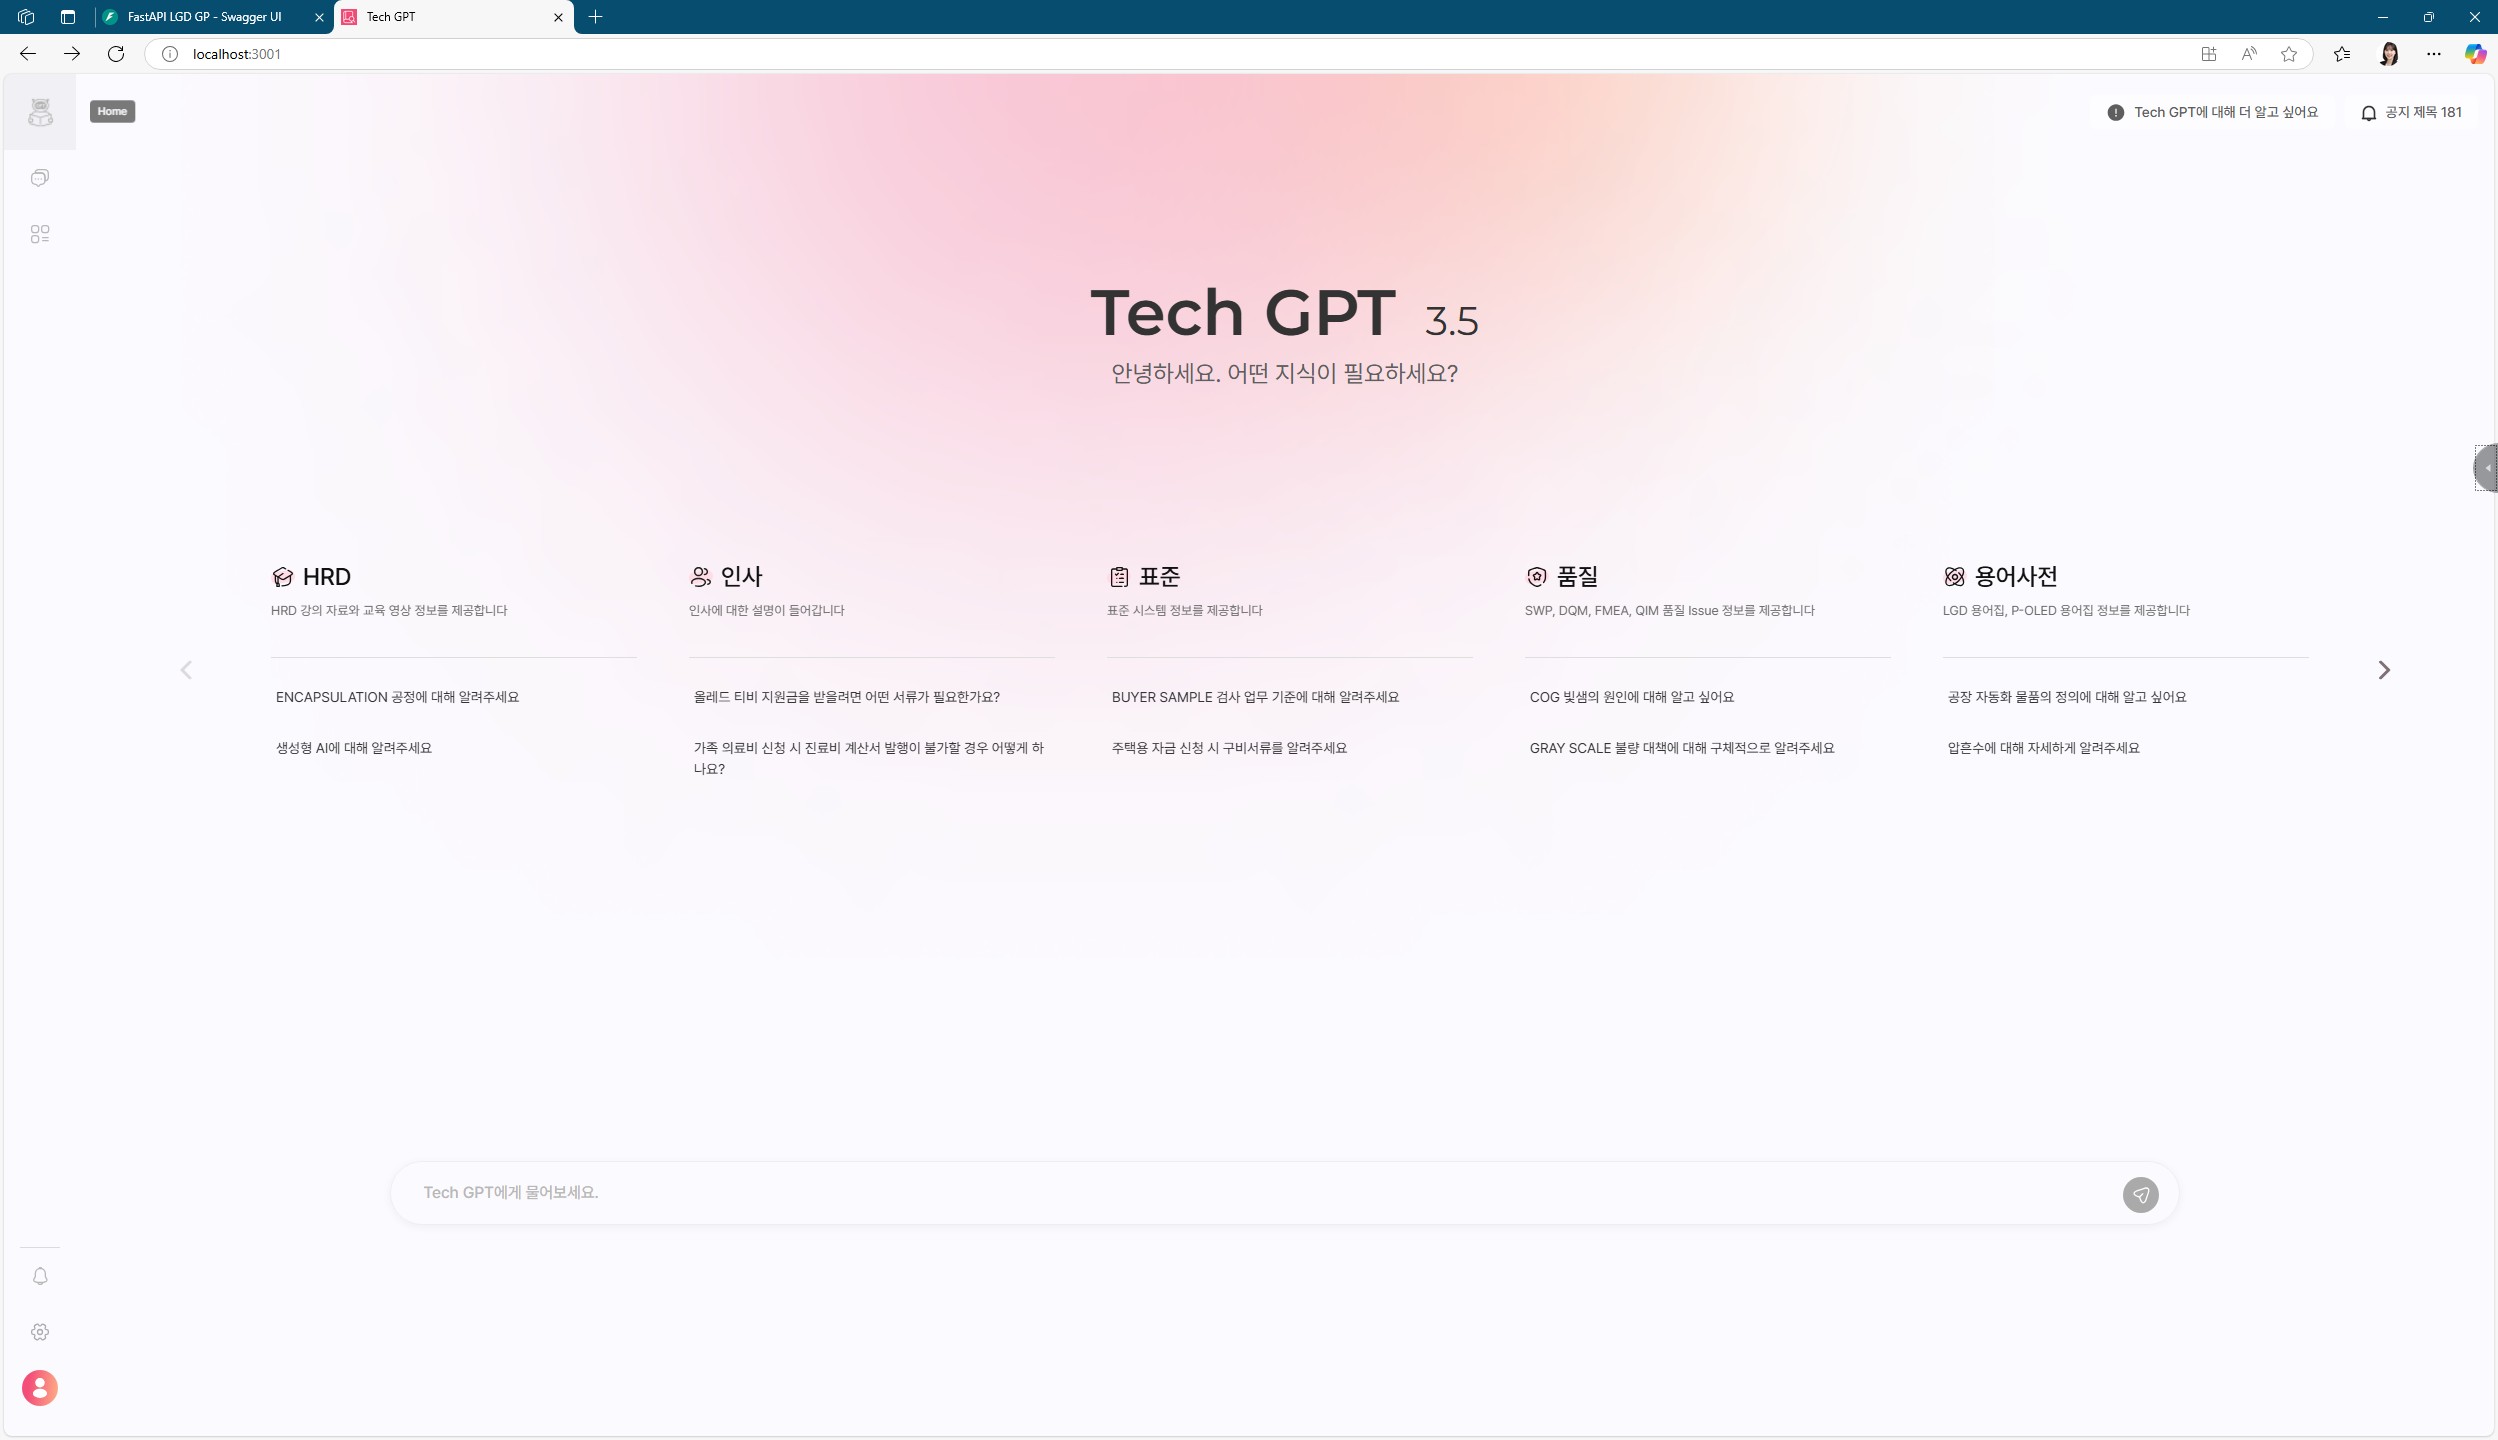 FastAPI LGD GP - Swagger UI
Tech GPT
localhost:3001
Home
Tech GPT에 대해 더 알고 싶어요
공지 제목 181
Tech GPT 3.5
안녕하세요. 어떤 지식이 필요하세요?
HRD
HRD 강의 자료와 교육 영상 정보를 제공합니다
ENCAPSULATION 공정에 대해 알려주세요
생성형 AI에 대해 알려주세요
인사
인사에 대한 설명이 들어갑니다
올레드 티비 지원금을 받을려면 어떤 서류가 필요한가요?
가족 의료비 신청 시 진료비 계산서 발행이 불가할 경우 어떻게 하
나요?
표준
표준 시스템 정보를 제공합니다
BUYER SAMPLE 검사 업무 기준에 대해 알려주세요
주택용 자금 신청 시 구비서류를 알려주세요
품질
SWP, DQM, FMEA, QIM 품질 Issue 정보를 제공합니다
COG 빛샘의 원인에 대해 알고 싶어요
GRAY SCALE 불량 대책에 대해 구체적으로 알려주세요
용어사전
LGD 용어집, P-OLED 용어집 정보를 제공합니다
공장 자동화 물품의 정의에 대해 알고 싶어요
압흔수에 대해 자세하게 알려주세요
Tech GPT에게 물어보세요.